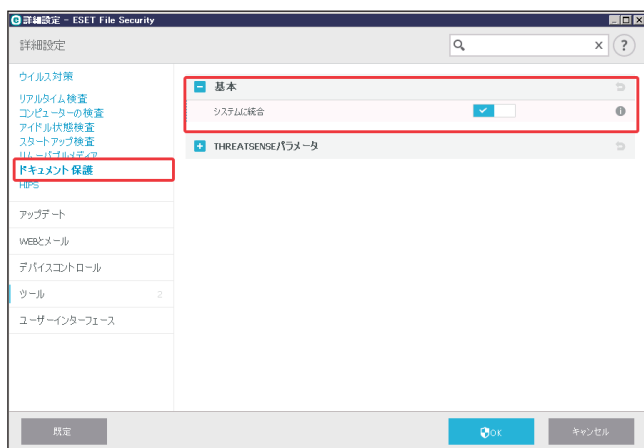 詳細設定 - ESET File Security
詳細設定
x
?
ウイルス対策
リアルタイム検査
コンピューターの検査
アイドル状態検査
スタートアップ検査
リムーバブルメディア
ドキュメント保護
HIPS
アップデート
WEBとメール
デバイスコントロール
ツール 2
ユーザーインターフェース
基本
システムに統合
THREATSENSEパラメータ
既定
OK
キャンセル